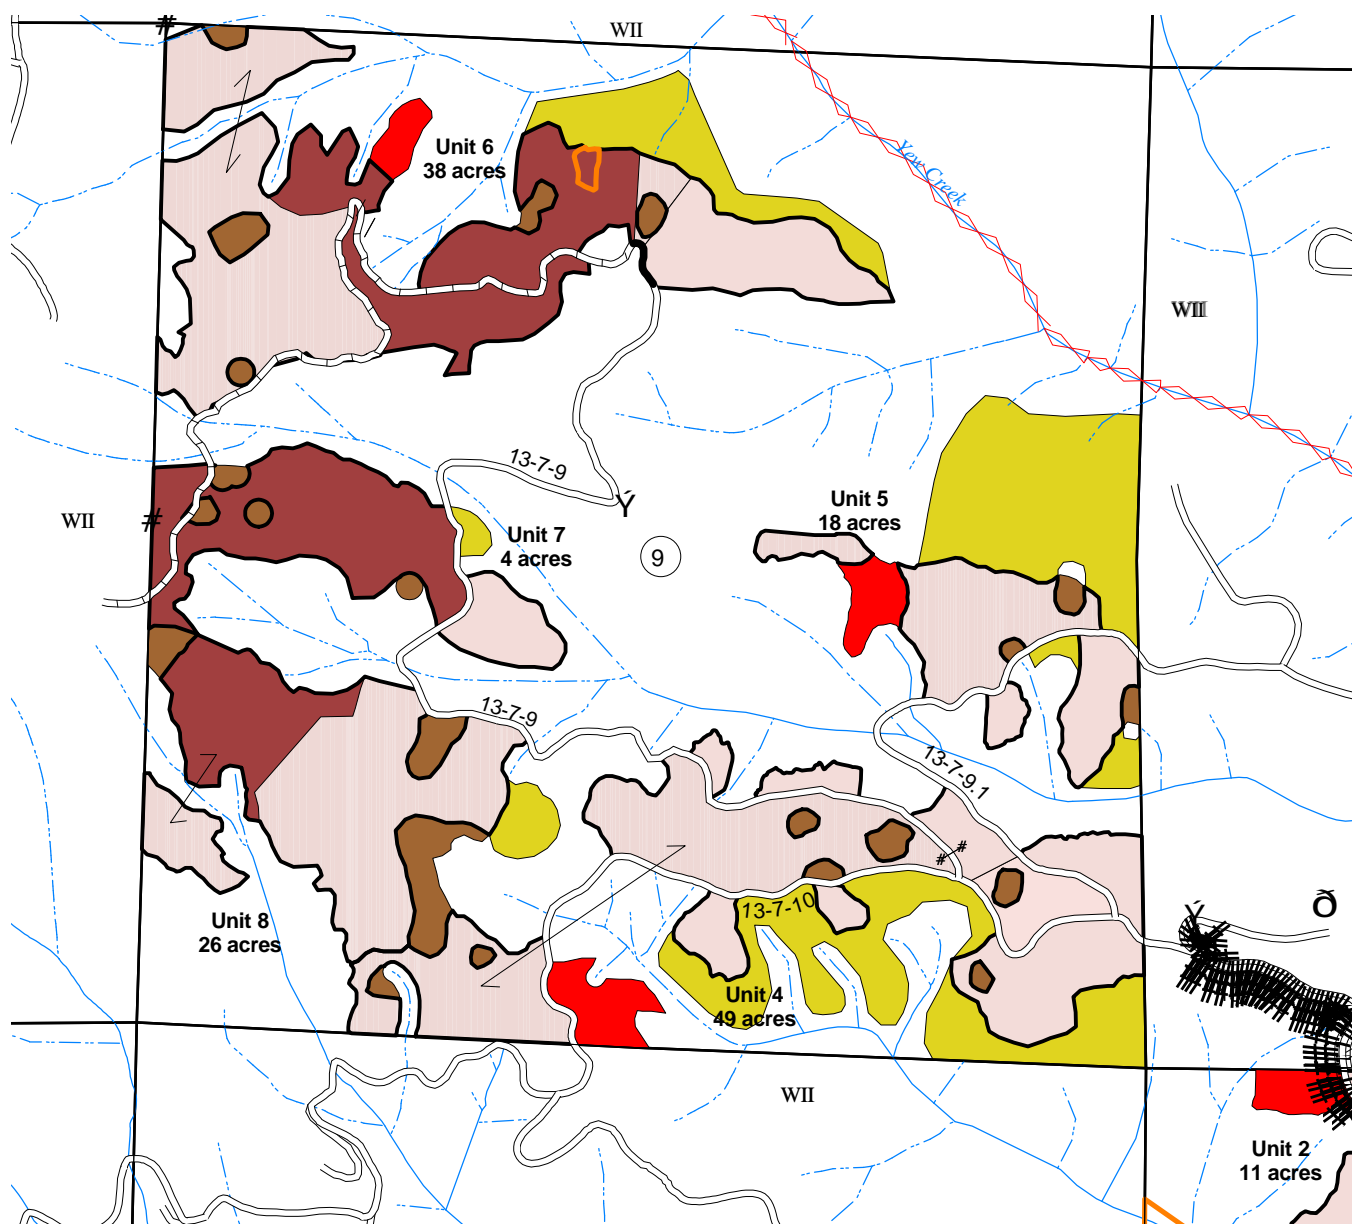 #
WII
Yew Creek
Unit 6
38 acres
WII
13-7-9
Unit 5
18 acres
WII
#
Ý
Unit 7
4 acres
9
13-7-9
13-7-9.1
#
#
13-7-10
Ý
ð
Unit 8
26 acres
Unit 4
49 acres
WII
Unit 2
11 acres